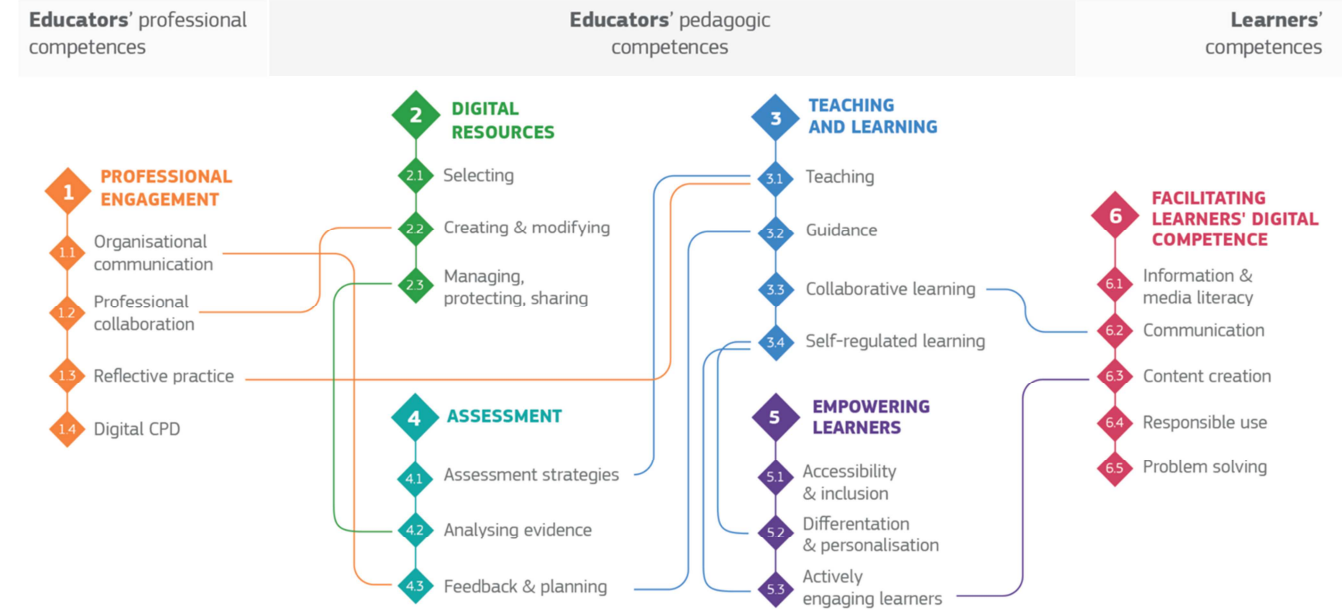 Educators' professional
competences
Educators' pedagogic
competences
Learners'
competences
1
PROFESSIONAL
ENGAGEMENT
1.1
Organisational
communication
1.2
Professional
collaboration
1.3
Reflective practice
1.4
Digital CPD
2
DIGITAL
RESOURCES
2.1
Selecting
2.2
Creating & modifying
2.3
Managing,
protecting, sharing
4
ASSESSMENT
4.1
Assessment strategies
4.2
Analysing evidence
4.3
Feedback & planning
3
TEACHING
AND LEARNING
3.1
Teaching
3.2
Guidance
3.3
Collaborative learning
3.4
Self-regulated learning
5
EMPOWERING
LEARNERS
5.1
Accessibility
& inclusion
5.2
Differentation
& personalisation
5.3
Actively
engaging learners
6
FACILITATING
LEARNERS' DIGITAL
COMPETENCE
6.1
Information &
media literacy
6.2
Communication
6.3
Content creation
6.4
Responsible use
6.5
Problem solving